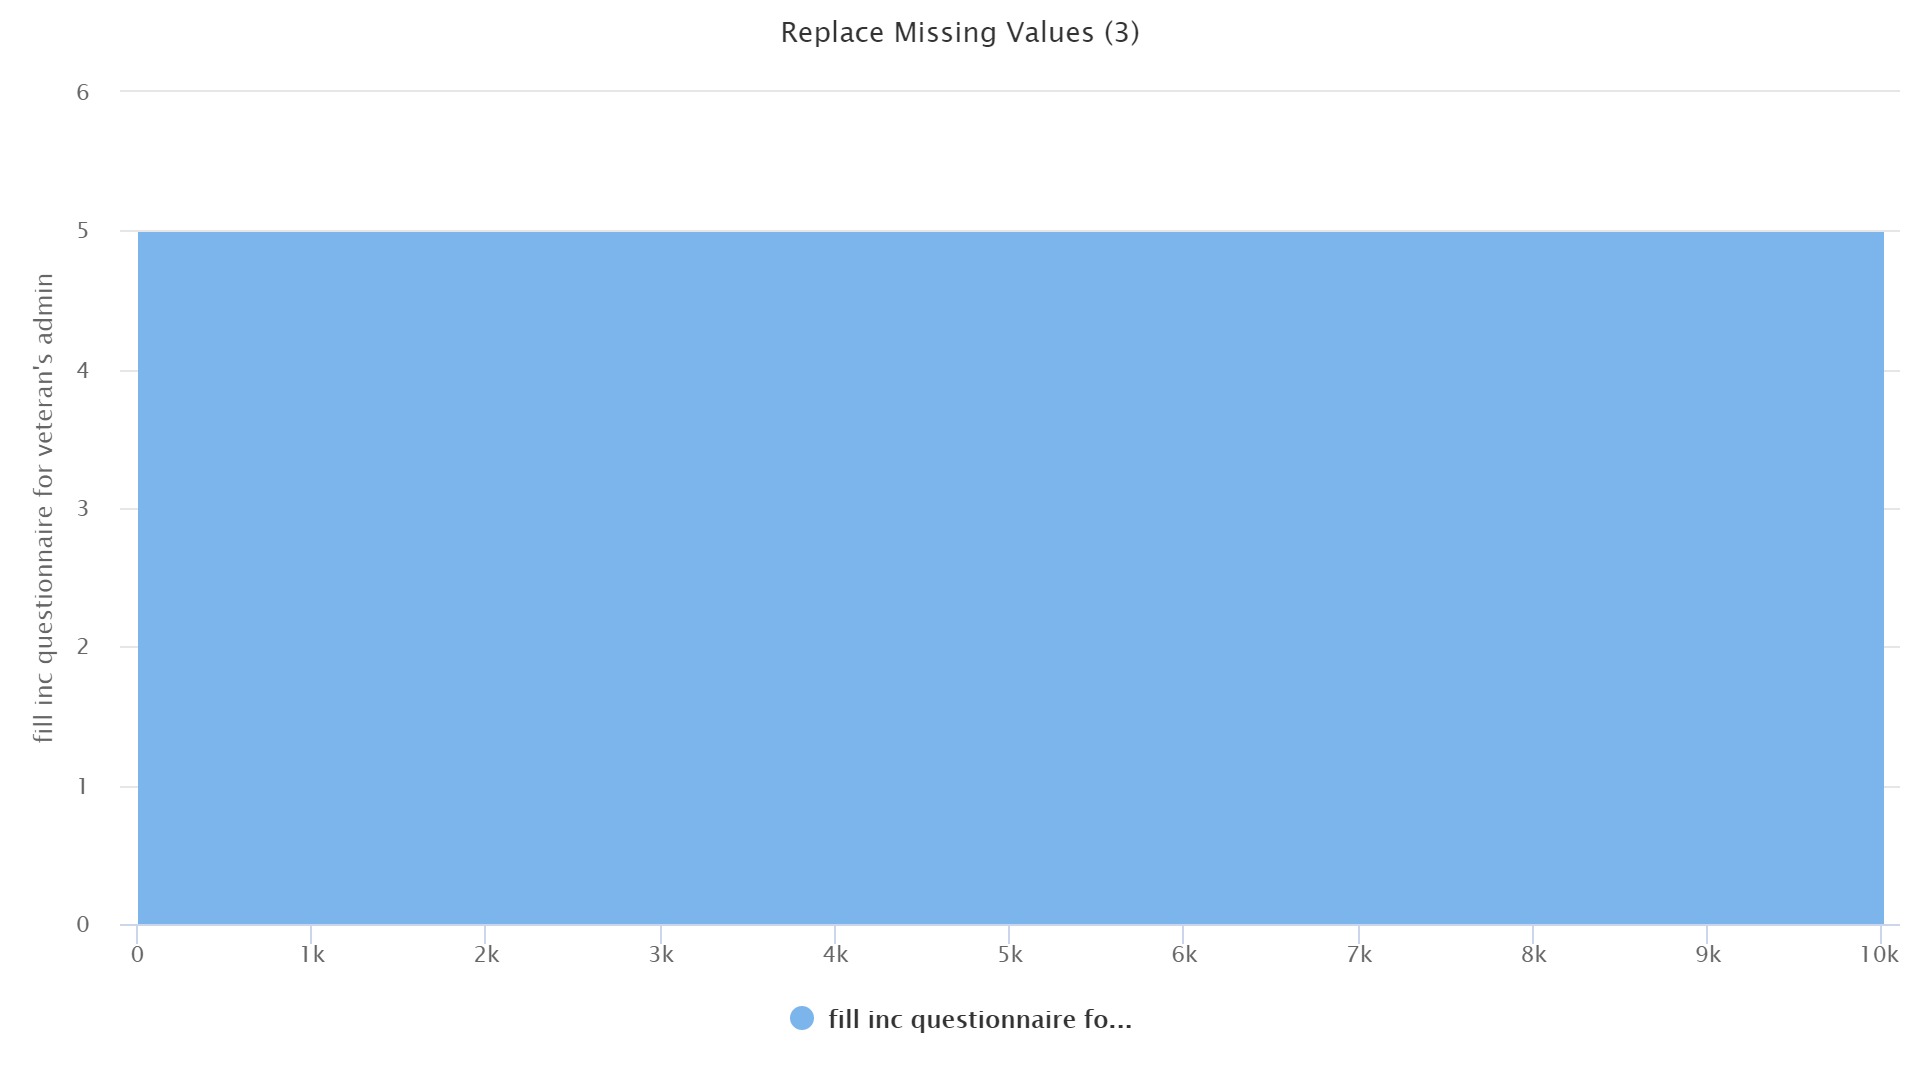 Replace Missing Values (3)
fill inc questionnaire for veteran's admin
6
5
4
3
2
1
0
0 1k 2k 3k 4k 5k 6k 7k 8k 9k 10k
fill inc questionnaire fo...